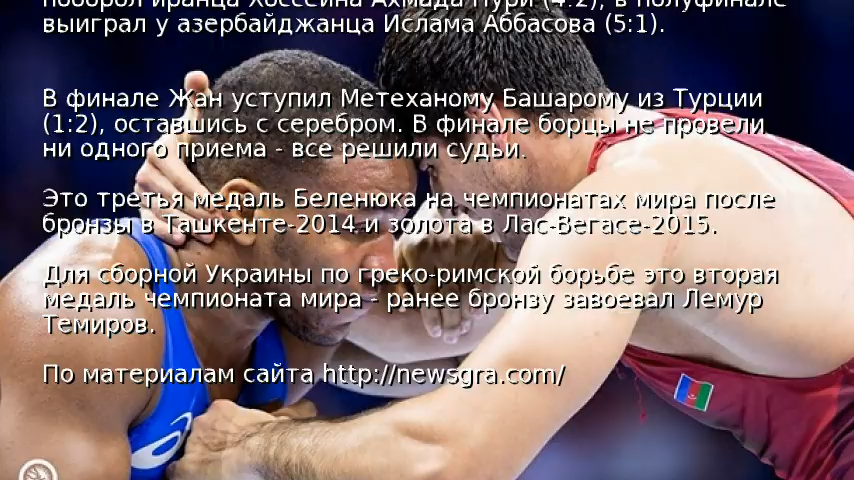 поборол иранца Хоссейна Ахмада Нури (4:2), в полуфинале
выиграл у азербайджанца Ислама Аббасова (5:1).
В финале Жан уступил Метеханому Башарому из Турции
(1:2), оставшись с серебром. В финале борцы не провели
ни одного приема - все решили судьи.
Это третья медаль Беленюка на чемпионатах мира после
бронзы в Ташкенте-2014 и золота в Лас-Вегасе-2015.
Для сборной Украины по греко-римской борьбе это вторая
медаль чемпионата мира - ранее бронзу завоевал Лемур
Темиров.
По материалам сайта http://newsgra.com/